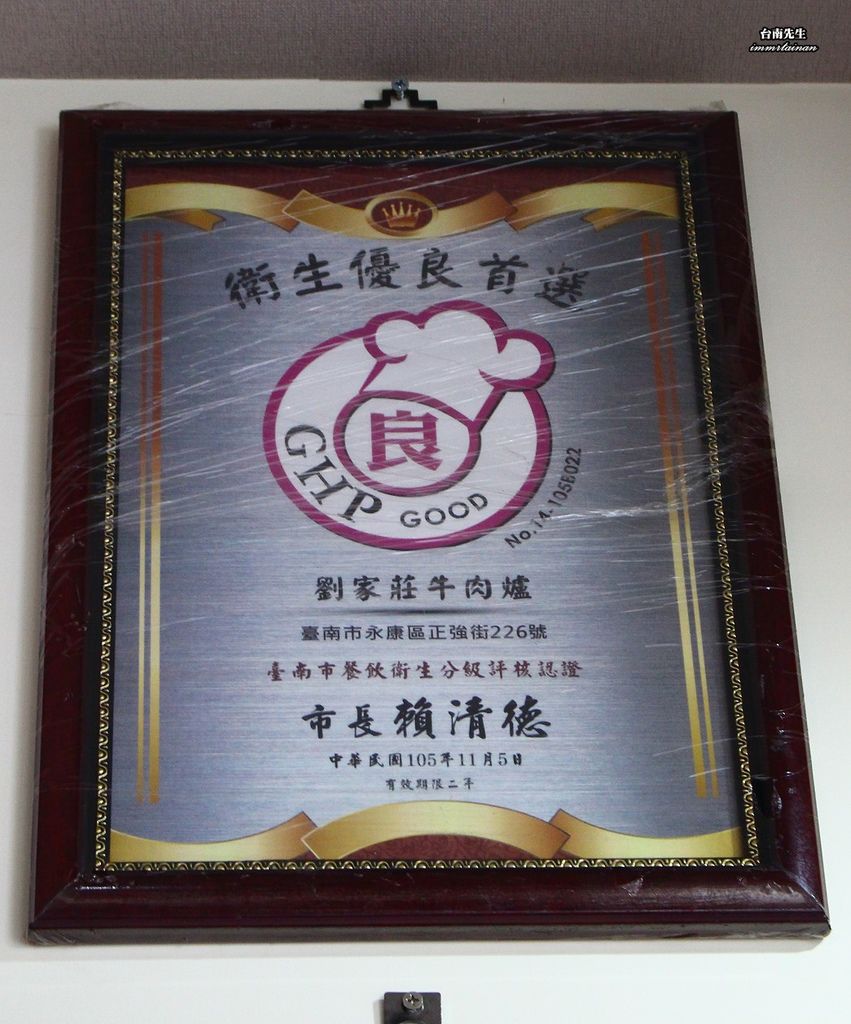 台南先生
immrtainan
衛生優良首選
良
GHP GOOD
No.14-105B022
劉家莊牛肉爐
臺南市永康區正強街226號
臺南市餐飲衛生分級評核認證
市長賴清德
中華民國105年11月5日
有效期限二年